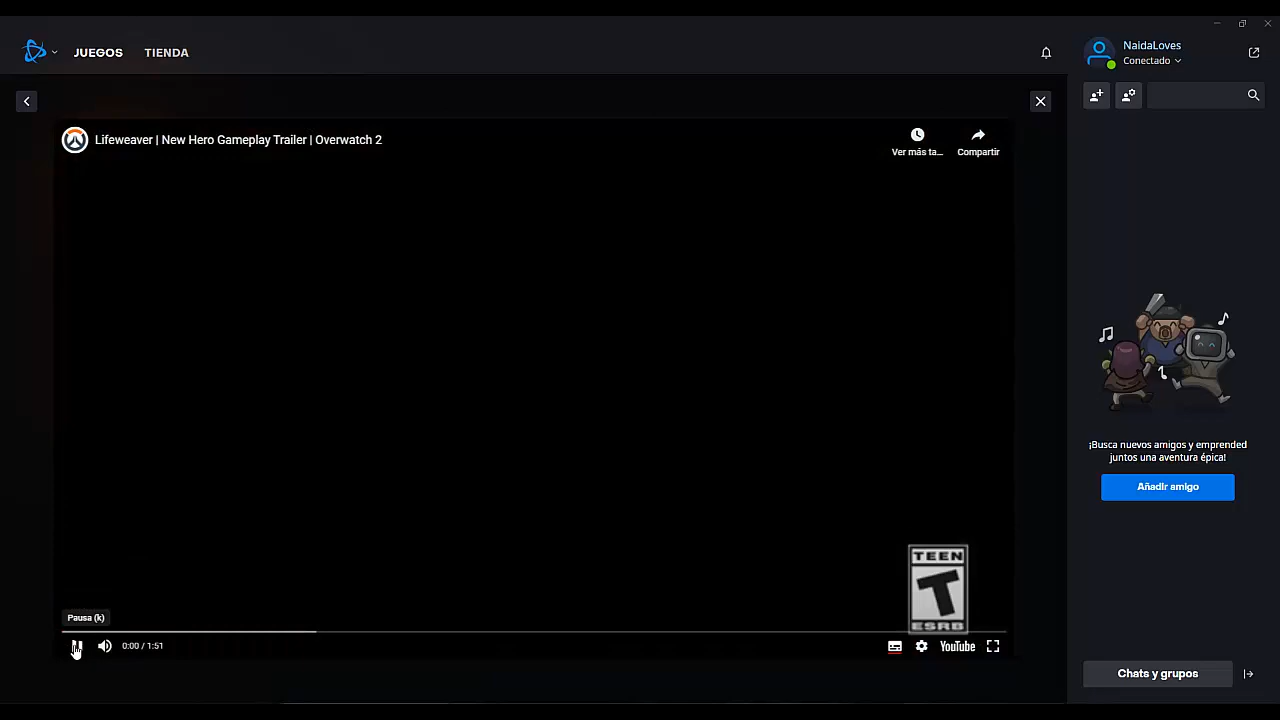 JUEGOS
TIENDA
NaidaLoves
Conectado
Lifeweaver | New Hero Gameplay Trailer | Overwatch 2
Ver más ta...
Compartir
¡Busca nuevos amigos y emprended
juntos una aventura épica!
Añadir amigo
TEEN
T
ESRB
Pausa (k)
0:00 / 1:51
YouTube
Chats y grupos